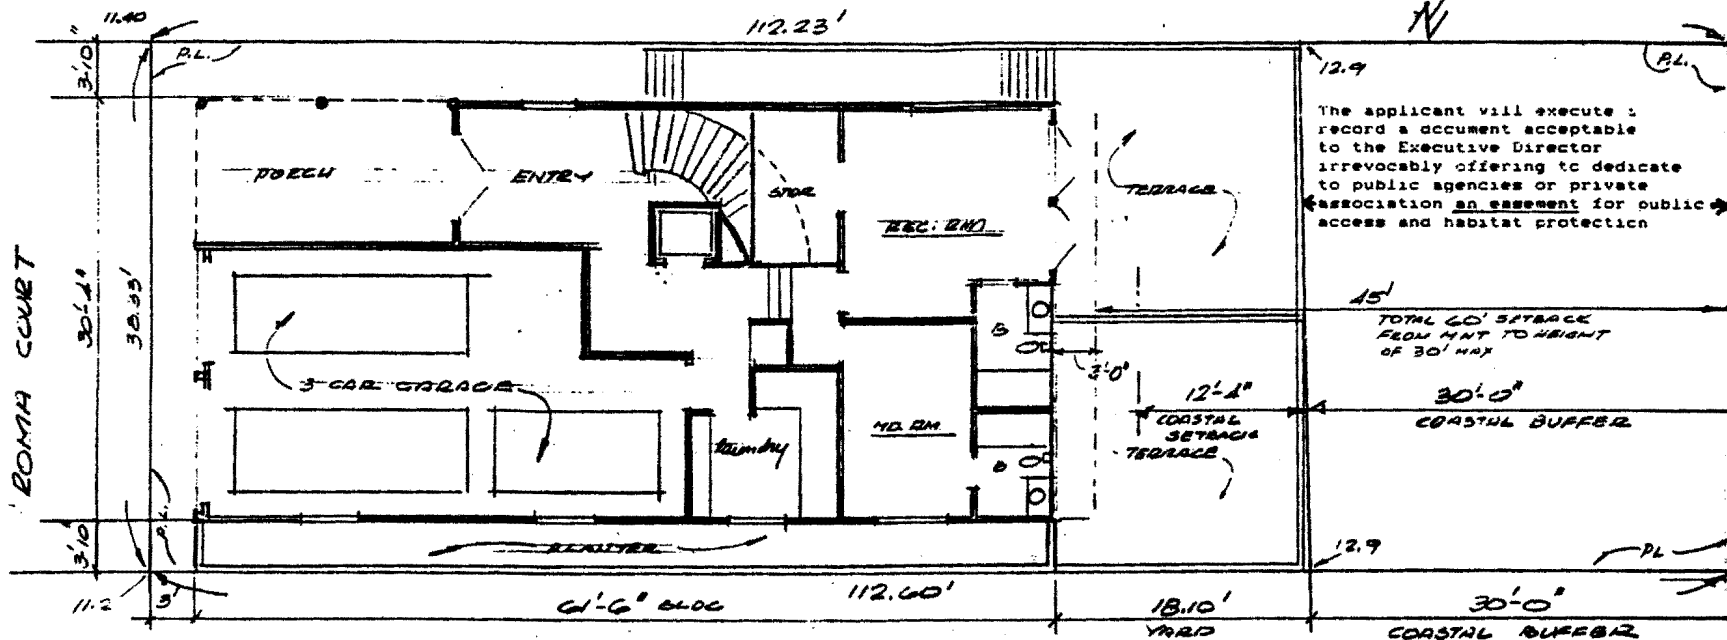 11.40
112.23'
N
3'-10"
P.L.
12.9
P.L.
The applicant will execute
record a document acceptable
to the Executive Director
irrevocably offering to dedicate
to public agencies or private
association an easement for public
access and habitat protection
PORCH
ENTRY
STOR
REC. RM
TERRACE
ROMA COURT
30'-4"
38.33'
45'
TOTAL 60' SETBACK
FROM MHT TO HEIGHT
OF 30' MAX
B
3-CAR GARAGE
12'-4"
COASTAL
SETBACK
TERRACE
30'-0"
COASTAL BUFFER
laundry
RM.
B
3'-10"
P.L.
PLANTER
12.9
PL
11.2
3'
61'-6" BLDG
112.60'
18.10'
YARD
30'-0"
COASTAL BUFFER